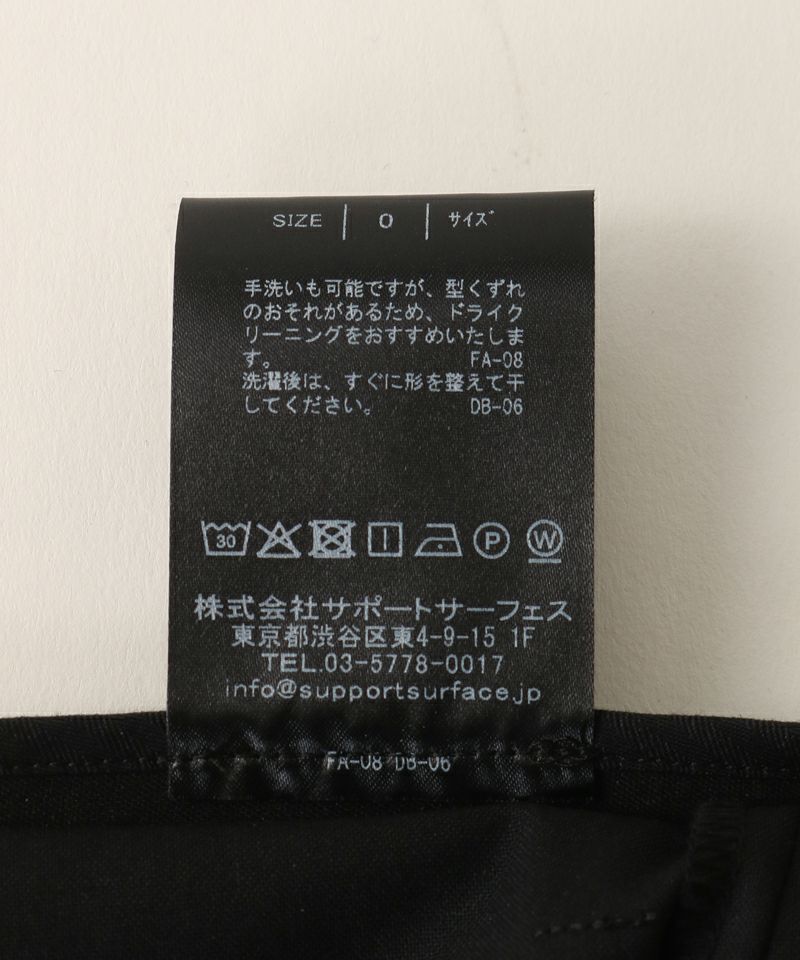 SIZE | 0 | サイズ
手洗いも可能ですが、型くずれ
のおそれがあるため、ドライク
リーニングをおすすめいたしま
す。 FA-08
洗濯後は、すぐに形を整えて干
してください。 DB-06
30 P W
株式会社サポートサーフェス
東京都渋谷区東4-9-15 1F
TEL.03-5778-0017
info@supportsurface.jp
FA-08 DB-06